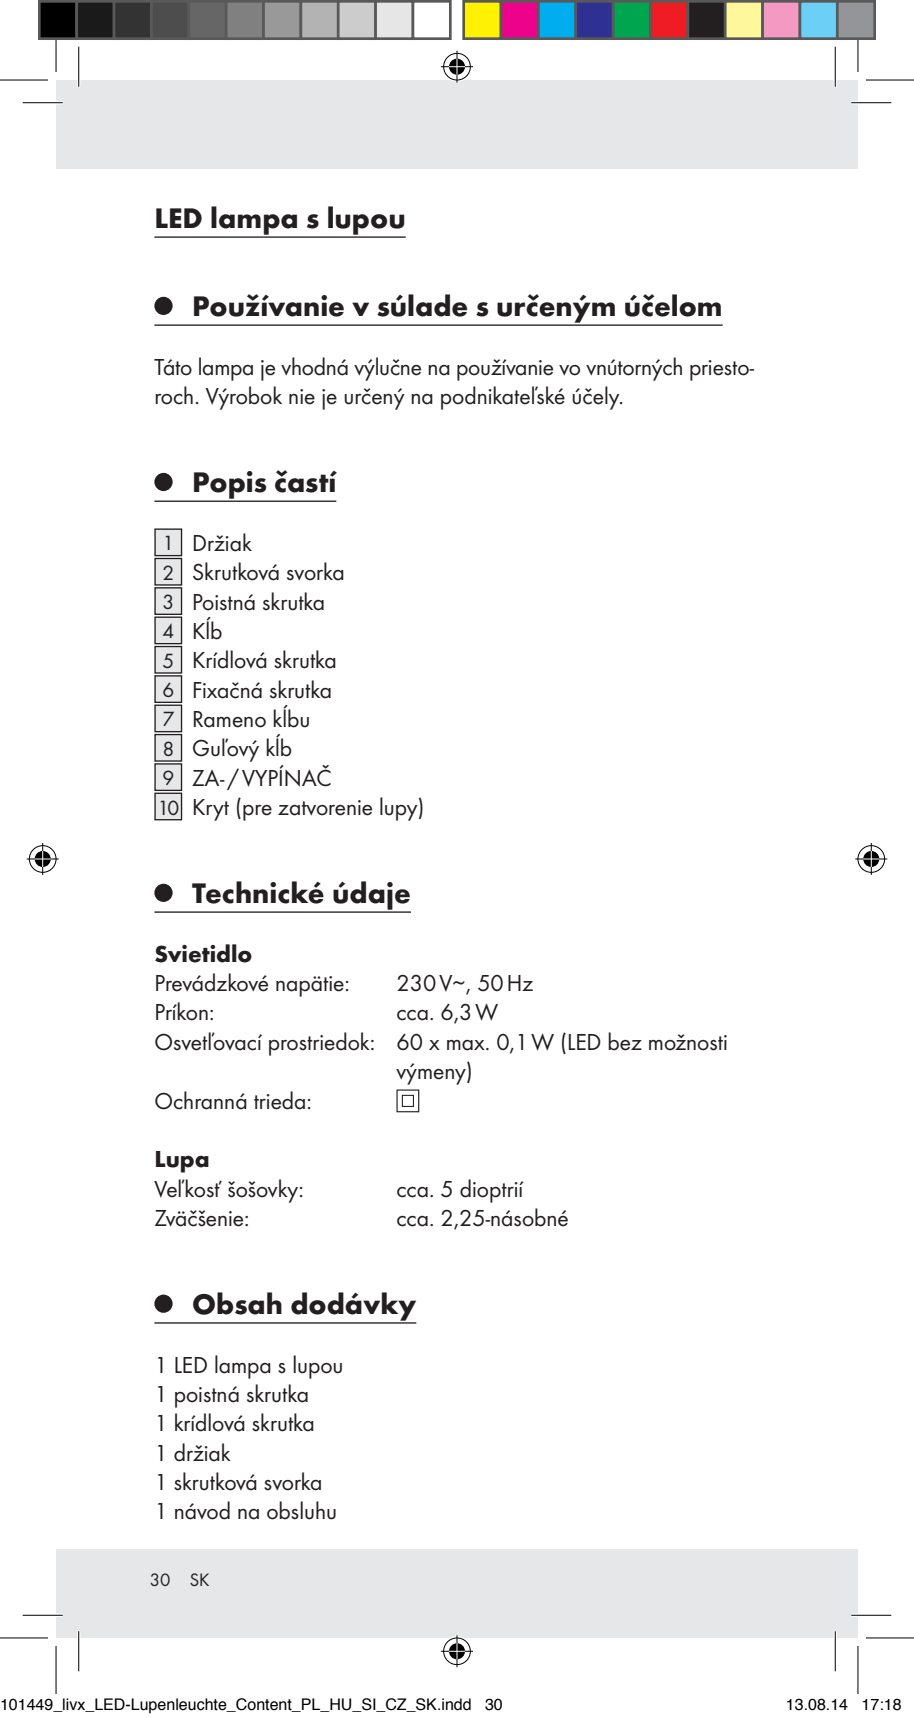 LED lampa s lupou
● Používanie v súlade s určeným účelom
Táto lampa je vhodná výlučne na používanie vo vnútorných priesto-
roch. Výrobok nie je určený na podnikateľské účely.
● Popis častí
1 Držiak
2 Skrutková svorka
3 Poistná skrutka
4 Kĺb
5 Krídlová skrutka
6 Fixačná skrutka
7 Rameno kĺbu
8 Guľový kĺb
9 ZA-/VYPÍNAČ
10 Kryt (pre zatvorenie lupy)
● Technické údaje
Svietidlo
Prevádzkové napätie: 230 V~, 50 Hz
Príkon: cca. 6,3 W
Osvetľovací prostriedok: 60 x max. 0,1 W (LED bez možnosti
výmeny)
Ochranná trieda:
Lupa
Veľkosť šošovky: cca. 5 dioptrií
Zväčšenie: cca. 2,25-násobné
● Obsah dodávky
1 LED lampa s lupou
1 poistná skrutka
1 krídlová skrutka
1 držiak
1 skrutková svorka
1 návod na obsluhu
30 SK
101449_livx_LED-Lupenleuchte_Content_PL_HU_SI_CZ_SK.indd 30 13.08.14 17:18